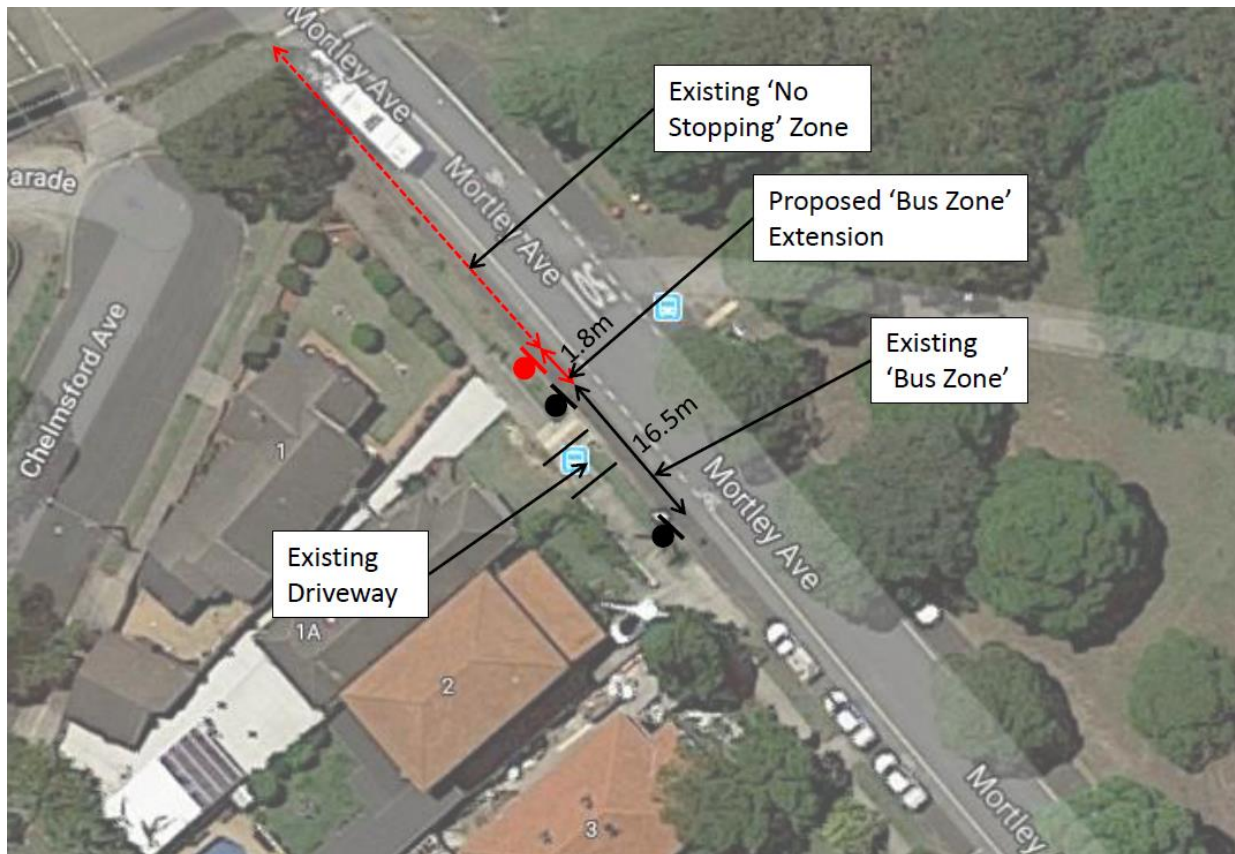 Mortley Ave
Existing 'No
Stopping' Zone
arade
Mortley Ave
Proposed 'Bus Zone'
Extension
1.8m
Existing
'Bus Zone'
Chelmsford Ave
1
16.5m
Mortley Ave
Existing
Driveway
1A
2
3
Mortley